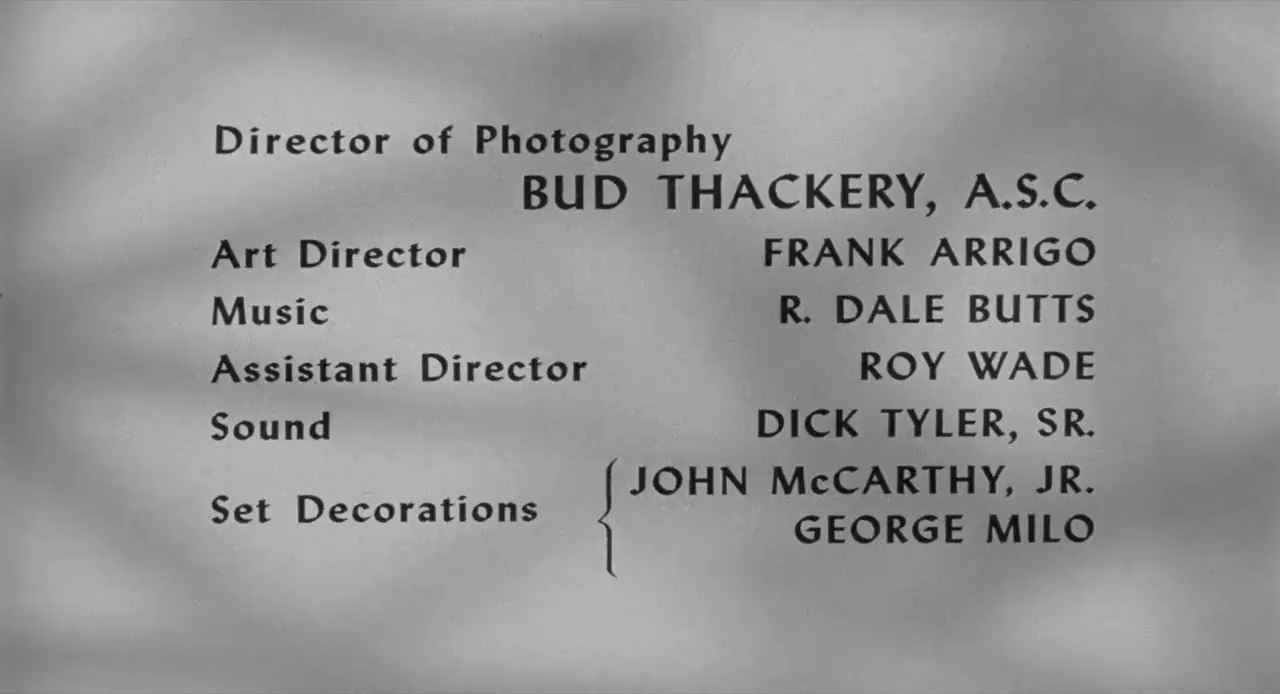 Director of Photography
BUD THACKERY, A.S.C.
Art Director FRANK ARRIGO
Music R. DALE BUTTS
Assistant Director ROY WADE
Sound DICK TYLER, SR.
Set Decorations { JOHN McCARTHY, JR.
GEORGE MILO